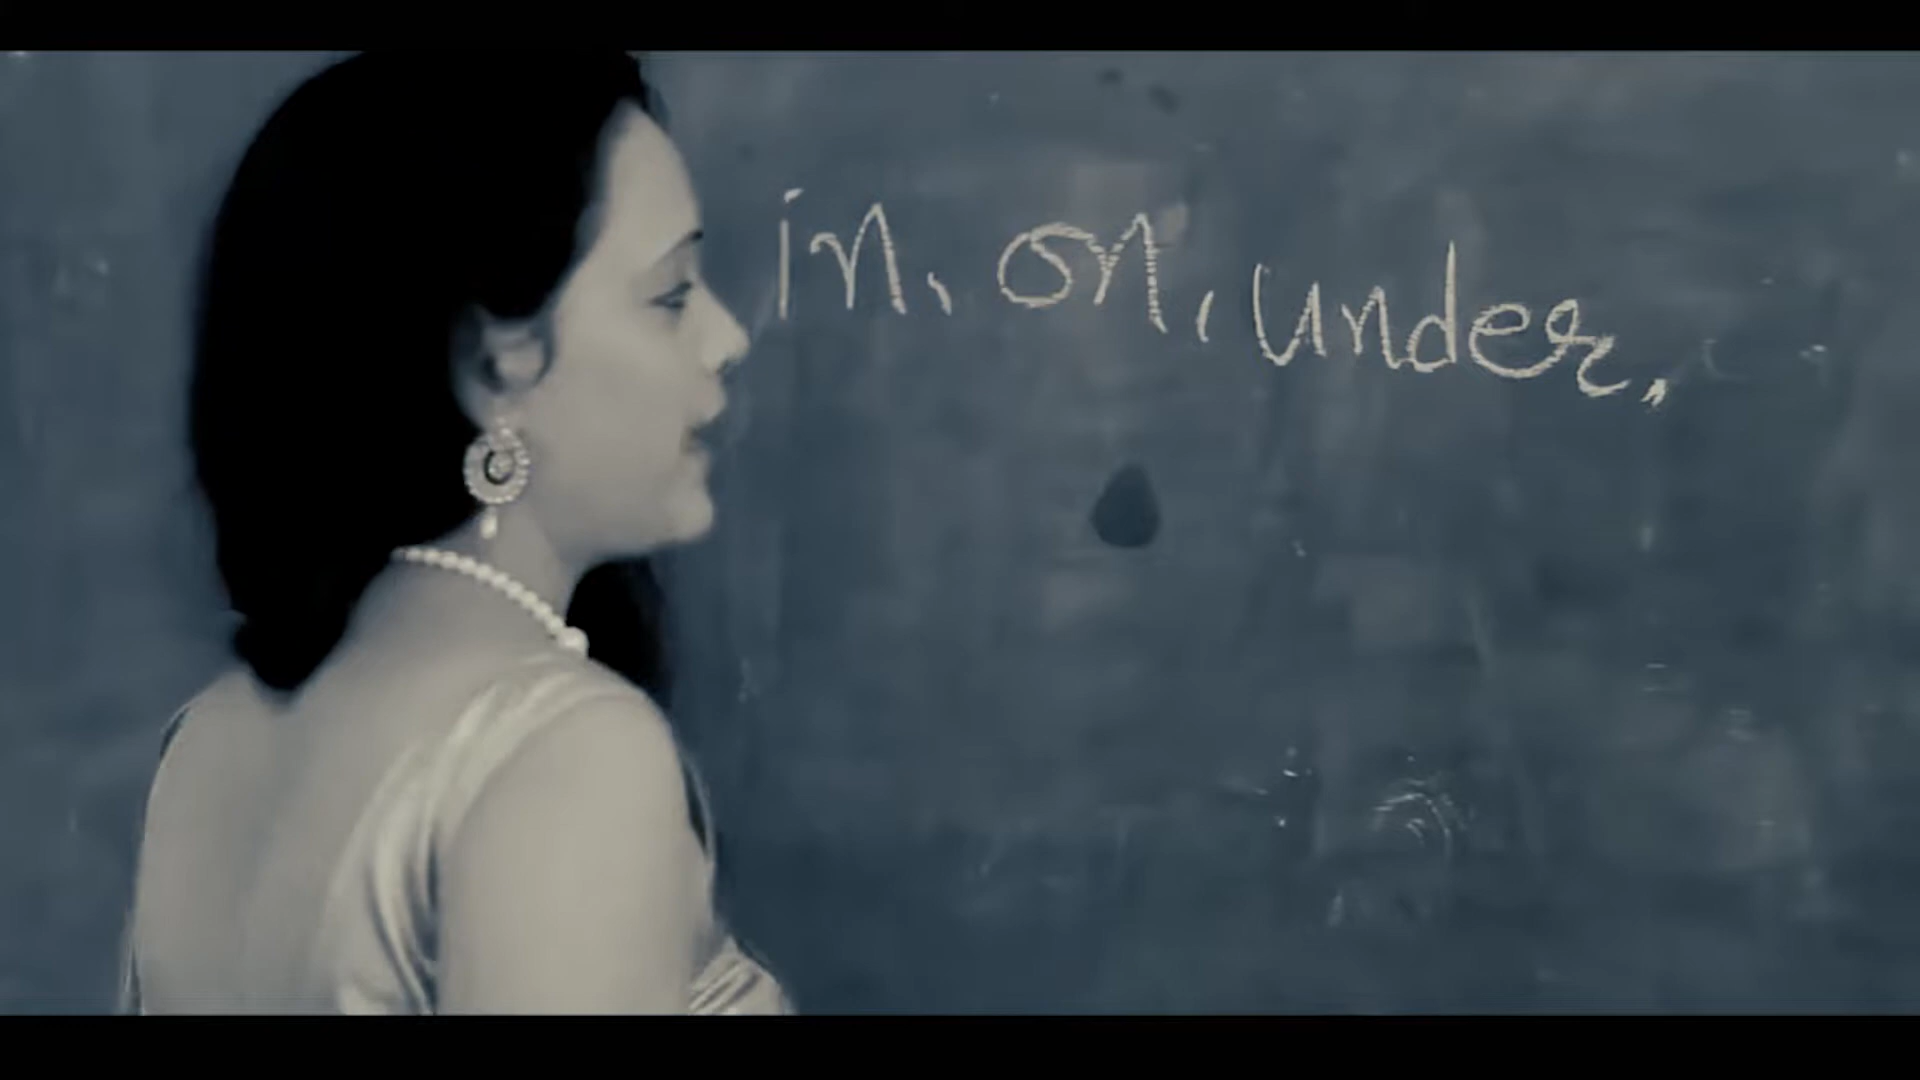 in, on, under.